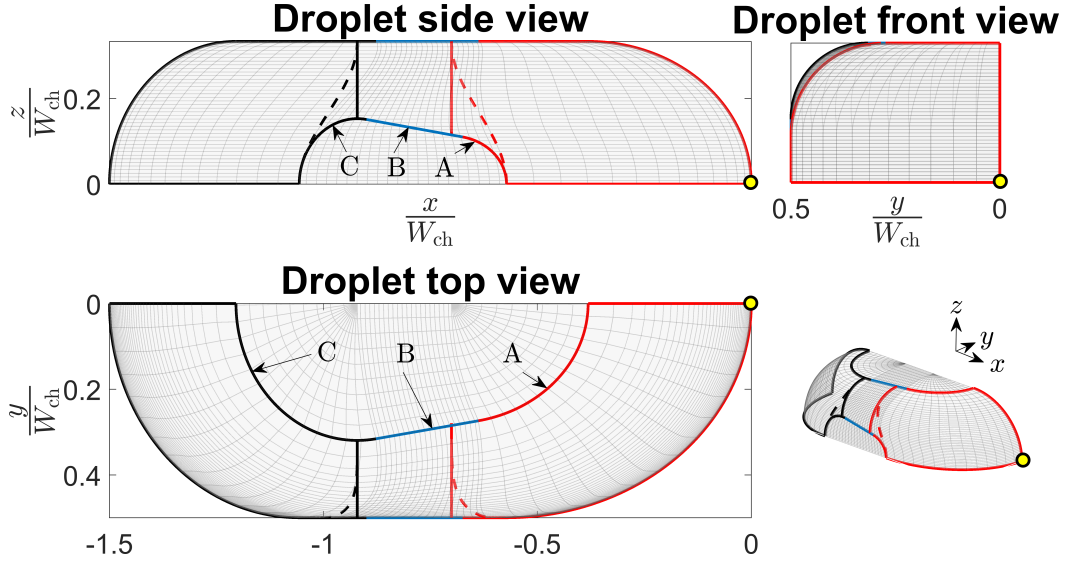 Droplet side view
Droplet front view
z
W_ch
0.2
0
C
B
A
x
W_ch
0.5
y
W_ch
0
Droplet top view
0
y
W_ch
0.2
0.4
C
B
A
z
y
x
-1.5
-1
-0.5
0